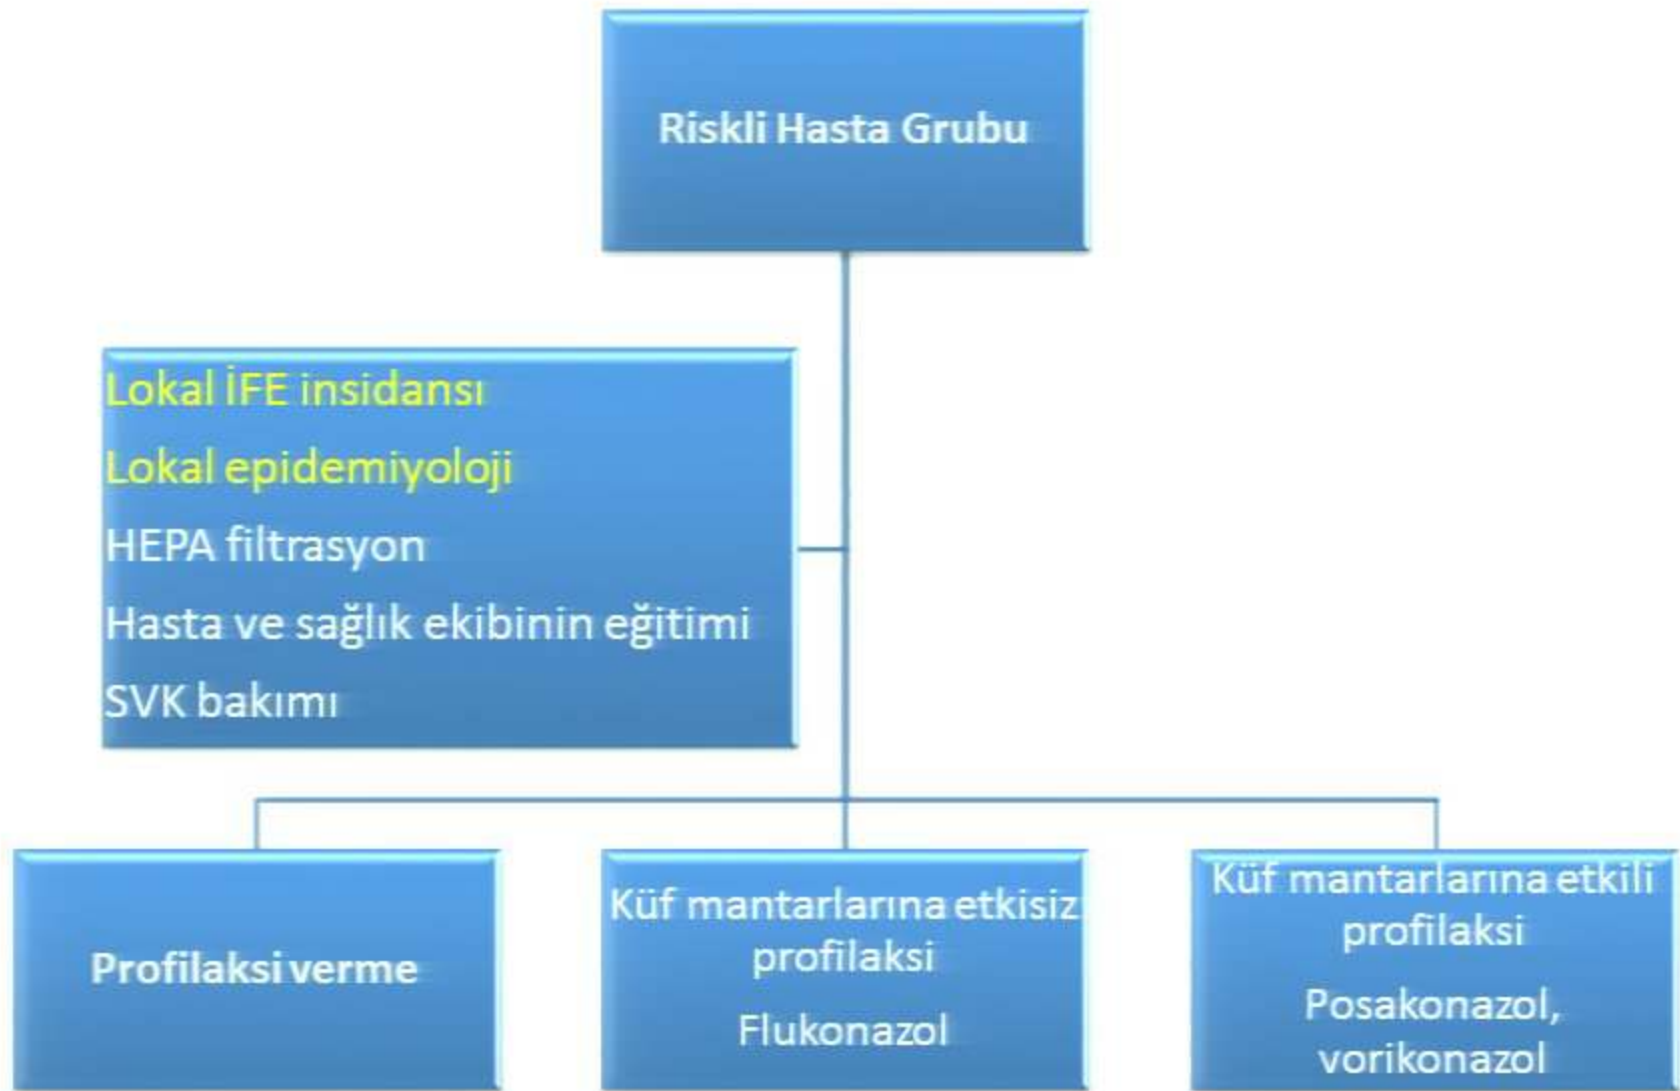 Riskli Hasta Grubu
Lokal İFE insidansı
Lokal epidemiyoloji
HEPA filtrasyon
Hasta ve sağlık ekibinin eğitimi
SVK bakımı
Profilaksi verme
Küf mantarlarına etkisiz
profilaksi
Flukonazol
Küf mantarlarına etkili
profilaksi
Posakonazol,
vorikonazol